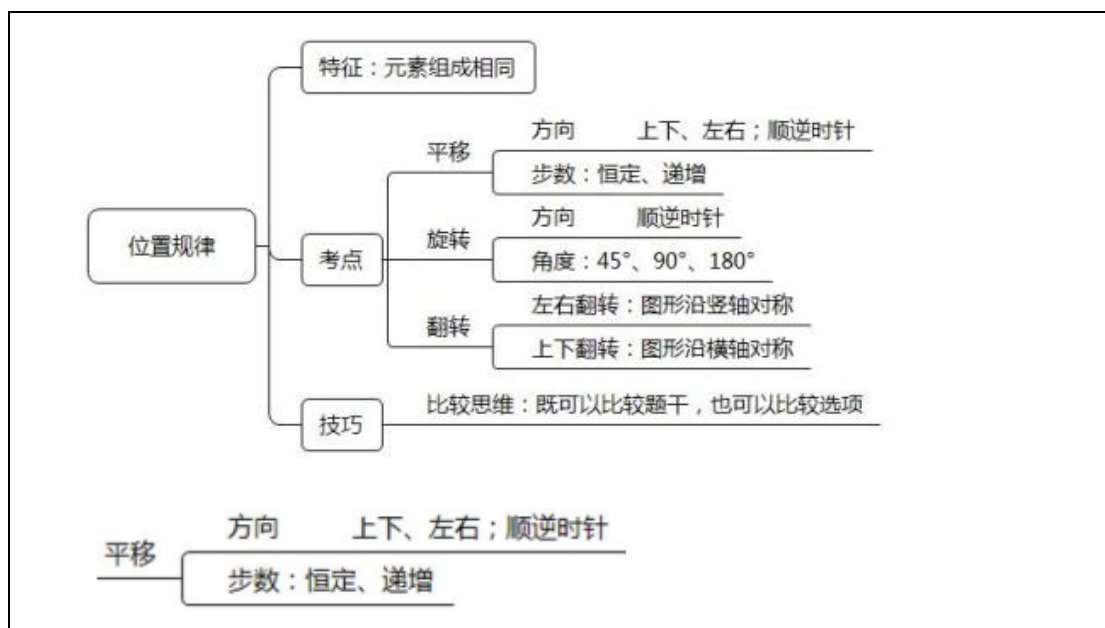 特征：元素组成相同
平移
方向 上下、左右；顺逆时针
步数：恒定、递增
位置规律
考点
旋转
方向 顺逆时针
角度：45°、90°、180°
翻转
左右翻转：图形沿竖轴对称
上下翻转：图形沿横轴对称
技巧
比较思维：既可以比较题干，也可以比较选项
平移
方向 上下、左右；顺逆时针
步数：恒定、递增